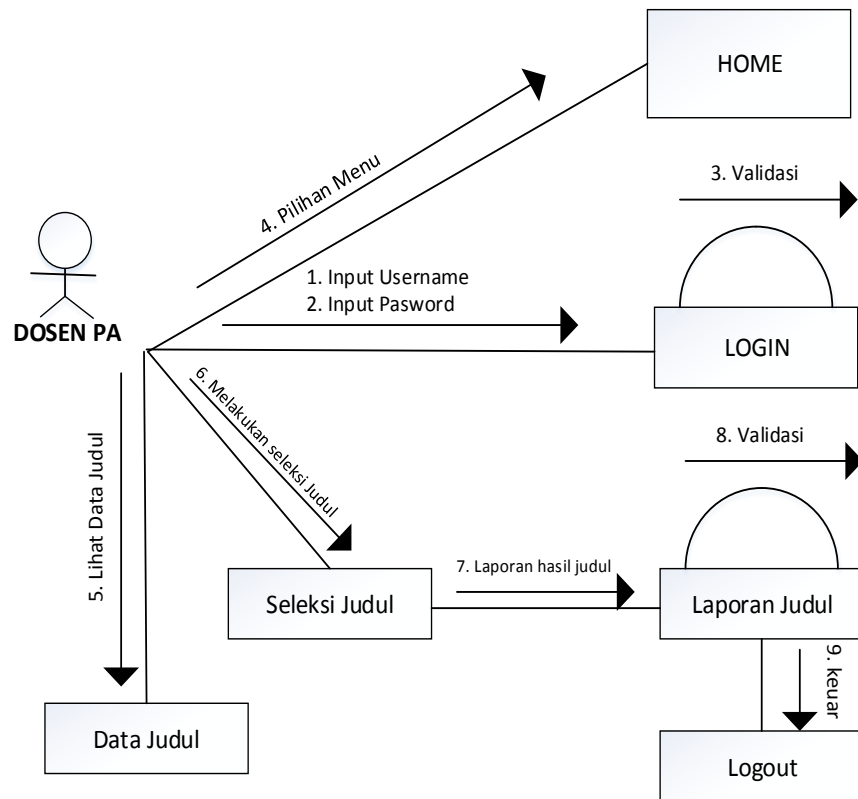 HOME
4. Pilihan Menu
3. Validasi
1. Input Username
2. Input Pasword
DOSEN PA
LOGIN
6. Melakukan seleksi Judul
8. Validasi
5. Lihat Data Judul
7. Laporan hasil judul
Seleksi Judul
Laporan Judul
9. keuar
Data Judul
Logout